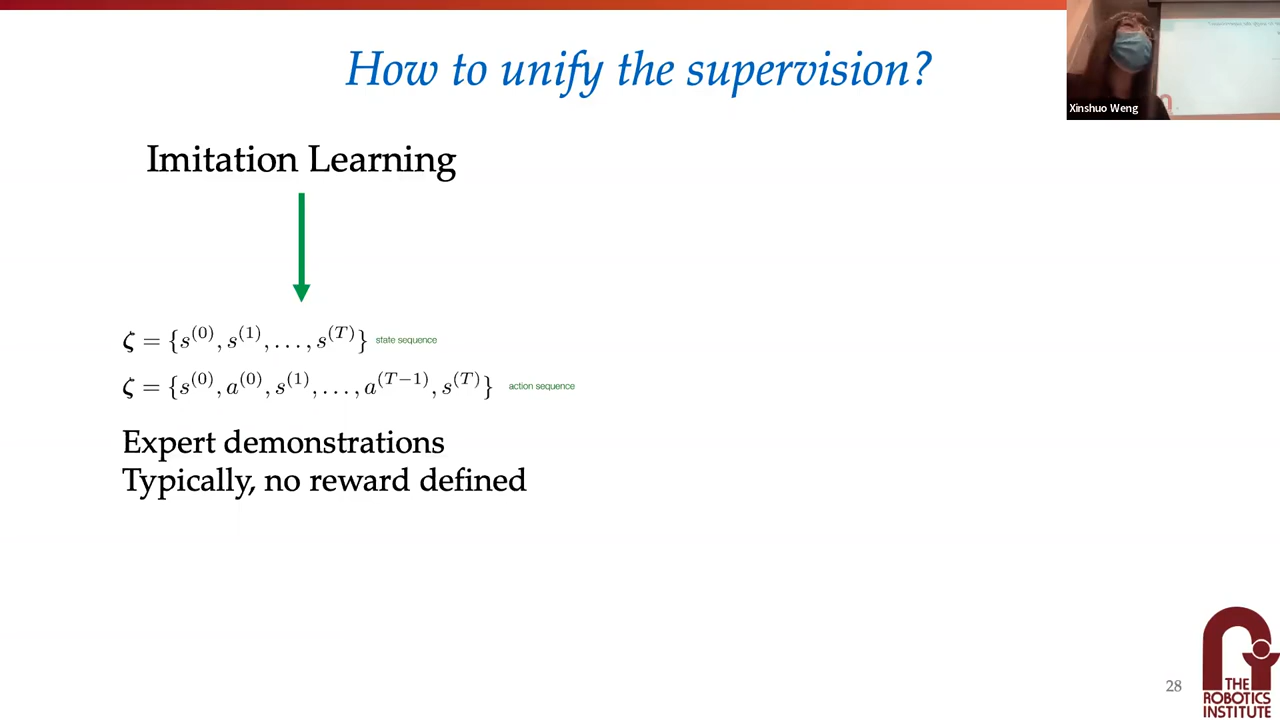 How to unify the supervision?
Xinshuo Weng
Imitation Learning
ζ = {s^(0), s^(1), . . . , s^(T)} state sequence
ζ = {s^(0), a^(0), s^(1), . . . , a^(T−1), s^(T)} action sequence
Expert demonstrations
Typically, no reward defined
28
THE
ROBOTICS
INSTITUTE